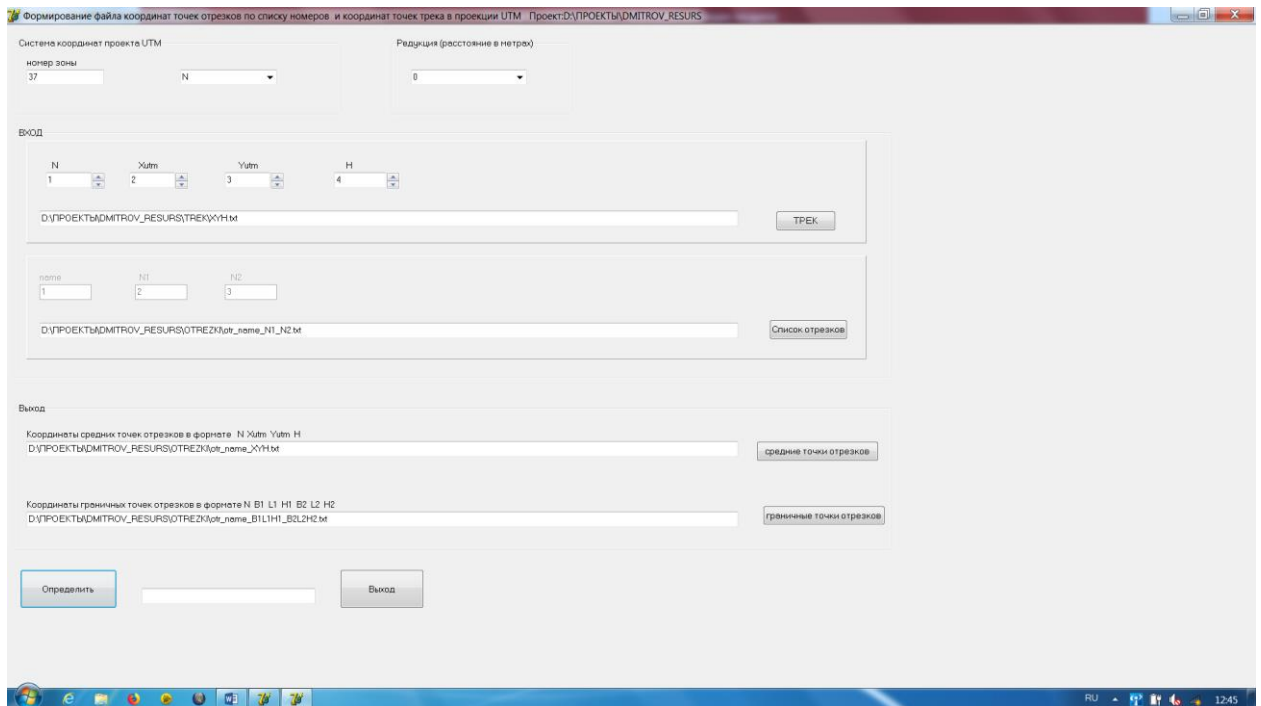 Формирование файла координат точек отрезков по списку номеров и координат точек трека в проекции UTM Проект:D:\ПРОЕКТЫ\DMITROV_RESURS
Система координат проекта UTM
Редукция (расстояние в метрах)
номер зоны
37 N 0
ВХОД
N Xutm Yutm H
1 2 3 4
D:\ПРОЕКТЫ\DMITROV_RESURS\TREK\XYH.txt ТРЕК
name N1 N2
1 2 3
D:\ПРОЕКТЫ\DMITROV_RESURS\OTREZKI\otr_name_N1_N2.txt Список отрезков
Выход
Координаты средних точек отрезков в формате N Xutm Yutm H
D:\ПРОЕКТЫ\DMITROV_RESURS\OTREZKI\otr_name_XYH.txt средние точки отрезков
Координаты граничных точек отрезков в формате N B1 L1 H1 B2 L2 H2
D:\ПРОЕКТЫ\DMITROV_RESURS\OTREZKI\otr_name_B1L1H1_B2L2H2.txt граничные точки отрезков
Определить Выход
RU 12:45